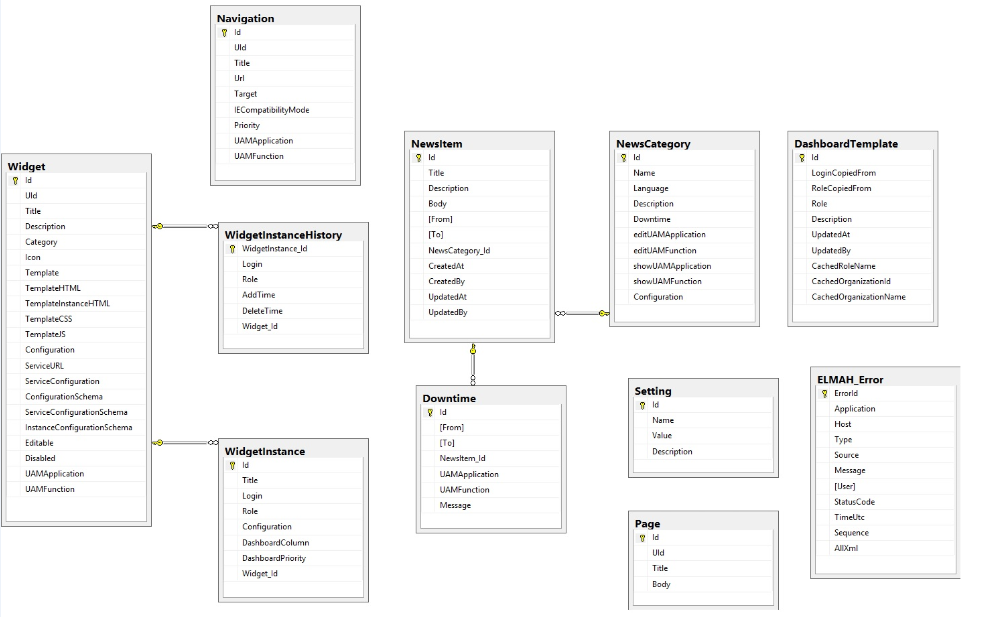 Navigation
Id
UId
Title
Url
Target
IECompatibilityMode
Priority
UAMApplication
UAMFunction
Widget
Id
UId
Title
Description
Category
Icon
Template
TemplateHTML
TemplateInstanceHTML
TemplateCSS
TemplateJS
Configuration
ServiceURL
ServiceConfiguration
ConfigurationSchema
ServiceConfigurationSchema
InstanceConfigurationSchema
Editable
Disabled
UAMApplication
UAMFunction
WidgetInstanceHistory
WidgetInstance_Id
Login
Role
AddTime
DeleteTime
Widget_Id
WidgetInstance
Id
Title
Login
Role
Configuration
DashboardColumn
DashboardPriority
Widget_Id
NewsItem
Id
Title
Description
Body
[From]
[To]
NewsCategory_Id
CreatedAt
CreatedBy
UpdatedAt
UpdatedBy
Downtime
Id
[From]
[To]
NewsItem_Id
UAMApplication
UAMFunction
Message
NewsCategory
Id
Name
Language
Description
Downtime
editUAMApplication
editUAMFunction
showUAMApplication
showUAMFunction
Configuration
Setting
Id
Name
Value
Description
Page
Id
UId
Title
Body
DashboardTemplate
Id
LoginCopiedFrom
RoleCopiedFrom
Role
Description
UpdatedAt
UpdatedBy
CachedRoleName
CachedOrganizationId
CachedOrganizationName
ELMAH_Error
ErrorId
Application
Host
Type
Source
Message
[User]
StatusCode
TimeUtc
Sequence
AllXml